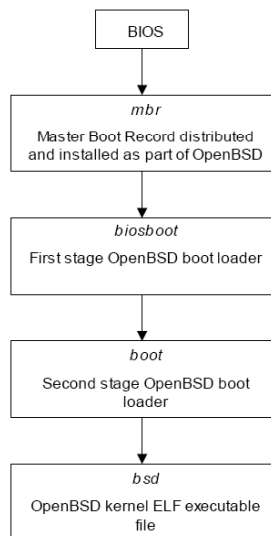 BIOS
mbr
Master Boot Record distributed
and installed as part of OpenBSD
biosboot
First stage OpenBSD boot loader
boot
Second stage OpenBSD boot
loader
bsd
OpenBSD kernel ELF executable
file